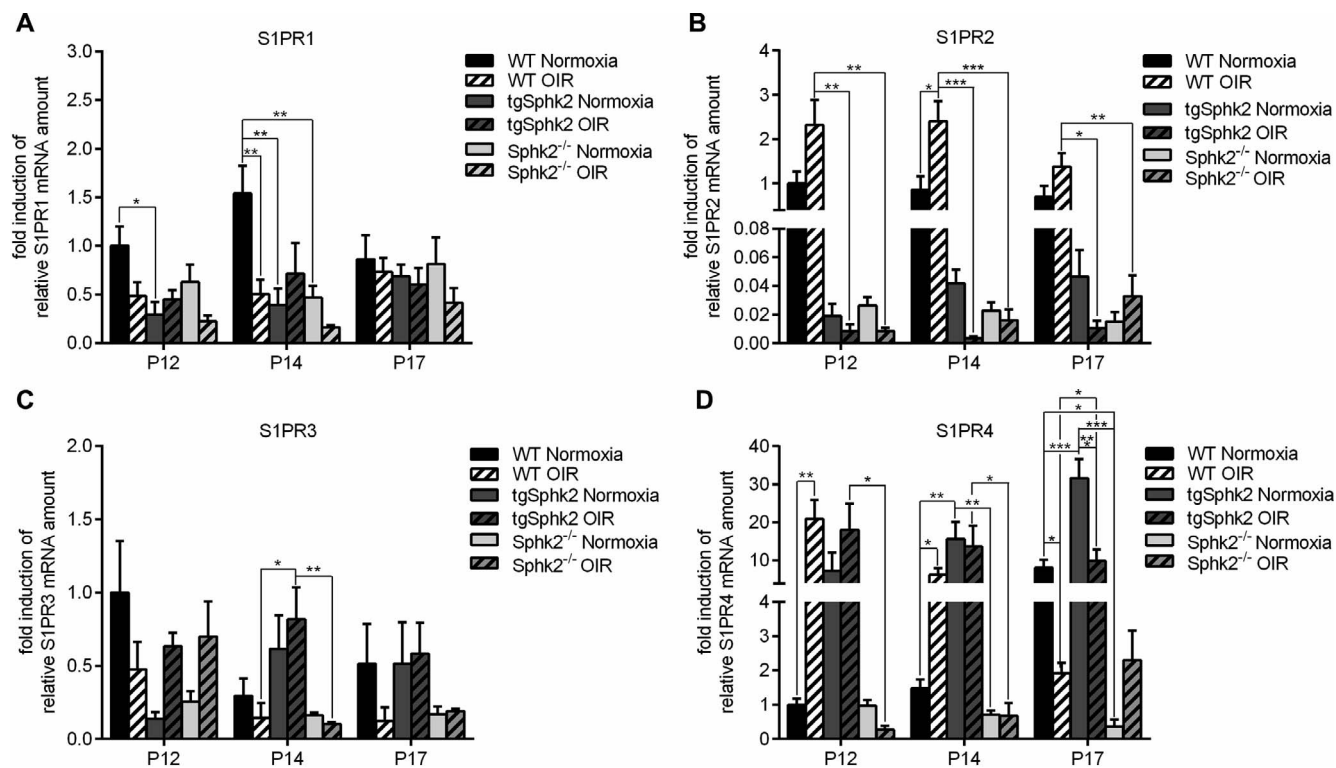 A
S1PR1
fold induction of
relative S1PR1 mRNA amount
3.0
2.5
2.0
1.5
1.0
0.5
0.0
*
**
**
**
P12
P14
P17
WT Normoxia
WT OIR
tgSphk2 Normoxia
tgSphk2 OIR
Sphk2-/- Normoxia
Sphk2-/- OIR
B
S1PR2
fold induction of
relative S1PR2 mRNA amount
4
3
2
1
0.08
0.06
0.04
0.02
0.00
**
**
***
* ***
**
*
P12
P14
P17
WT Normoxia
WT OIR
tgSphk2 Normoxia
tgSphk2 OIR
Sphk2-/- Normoxia
Sphk2-/- OIR
C
S1PR3
fold induction of
relative S1PR3 mRNA amount
2.0
1.5
1.0
0.5
0.0
* **
P12
P14
P17
WT Normoxia
WT OIR
tgSphk2 Normoxia
tgSphk2 OIR
Sphk2-/- Normoxia
Sphk2-/- OIR
D
S1PR4
fold induction of
relative S1PR4 mRNA amount
40
30
20
10
4
3
2
1
0
** *
** *
**
*
*
*
***
*** **
*
*
P12
P14
P17
WT Normoxia
WT OIR
tgSphk2 Normoxia
tgSphk2 OIR
Sphk2-/- Normoxia
Sphk2-/- OIR